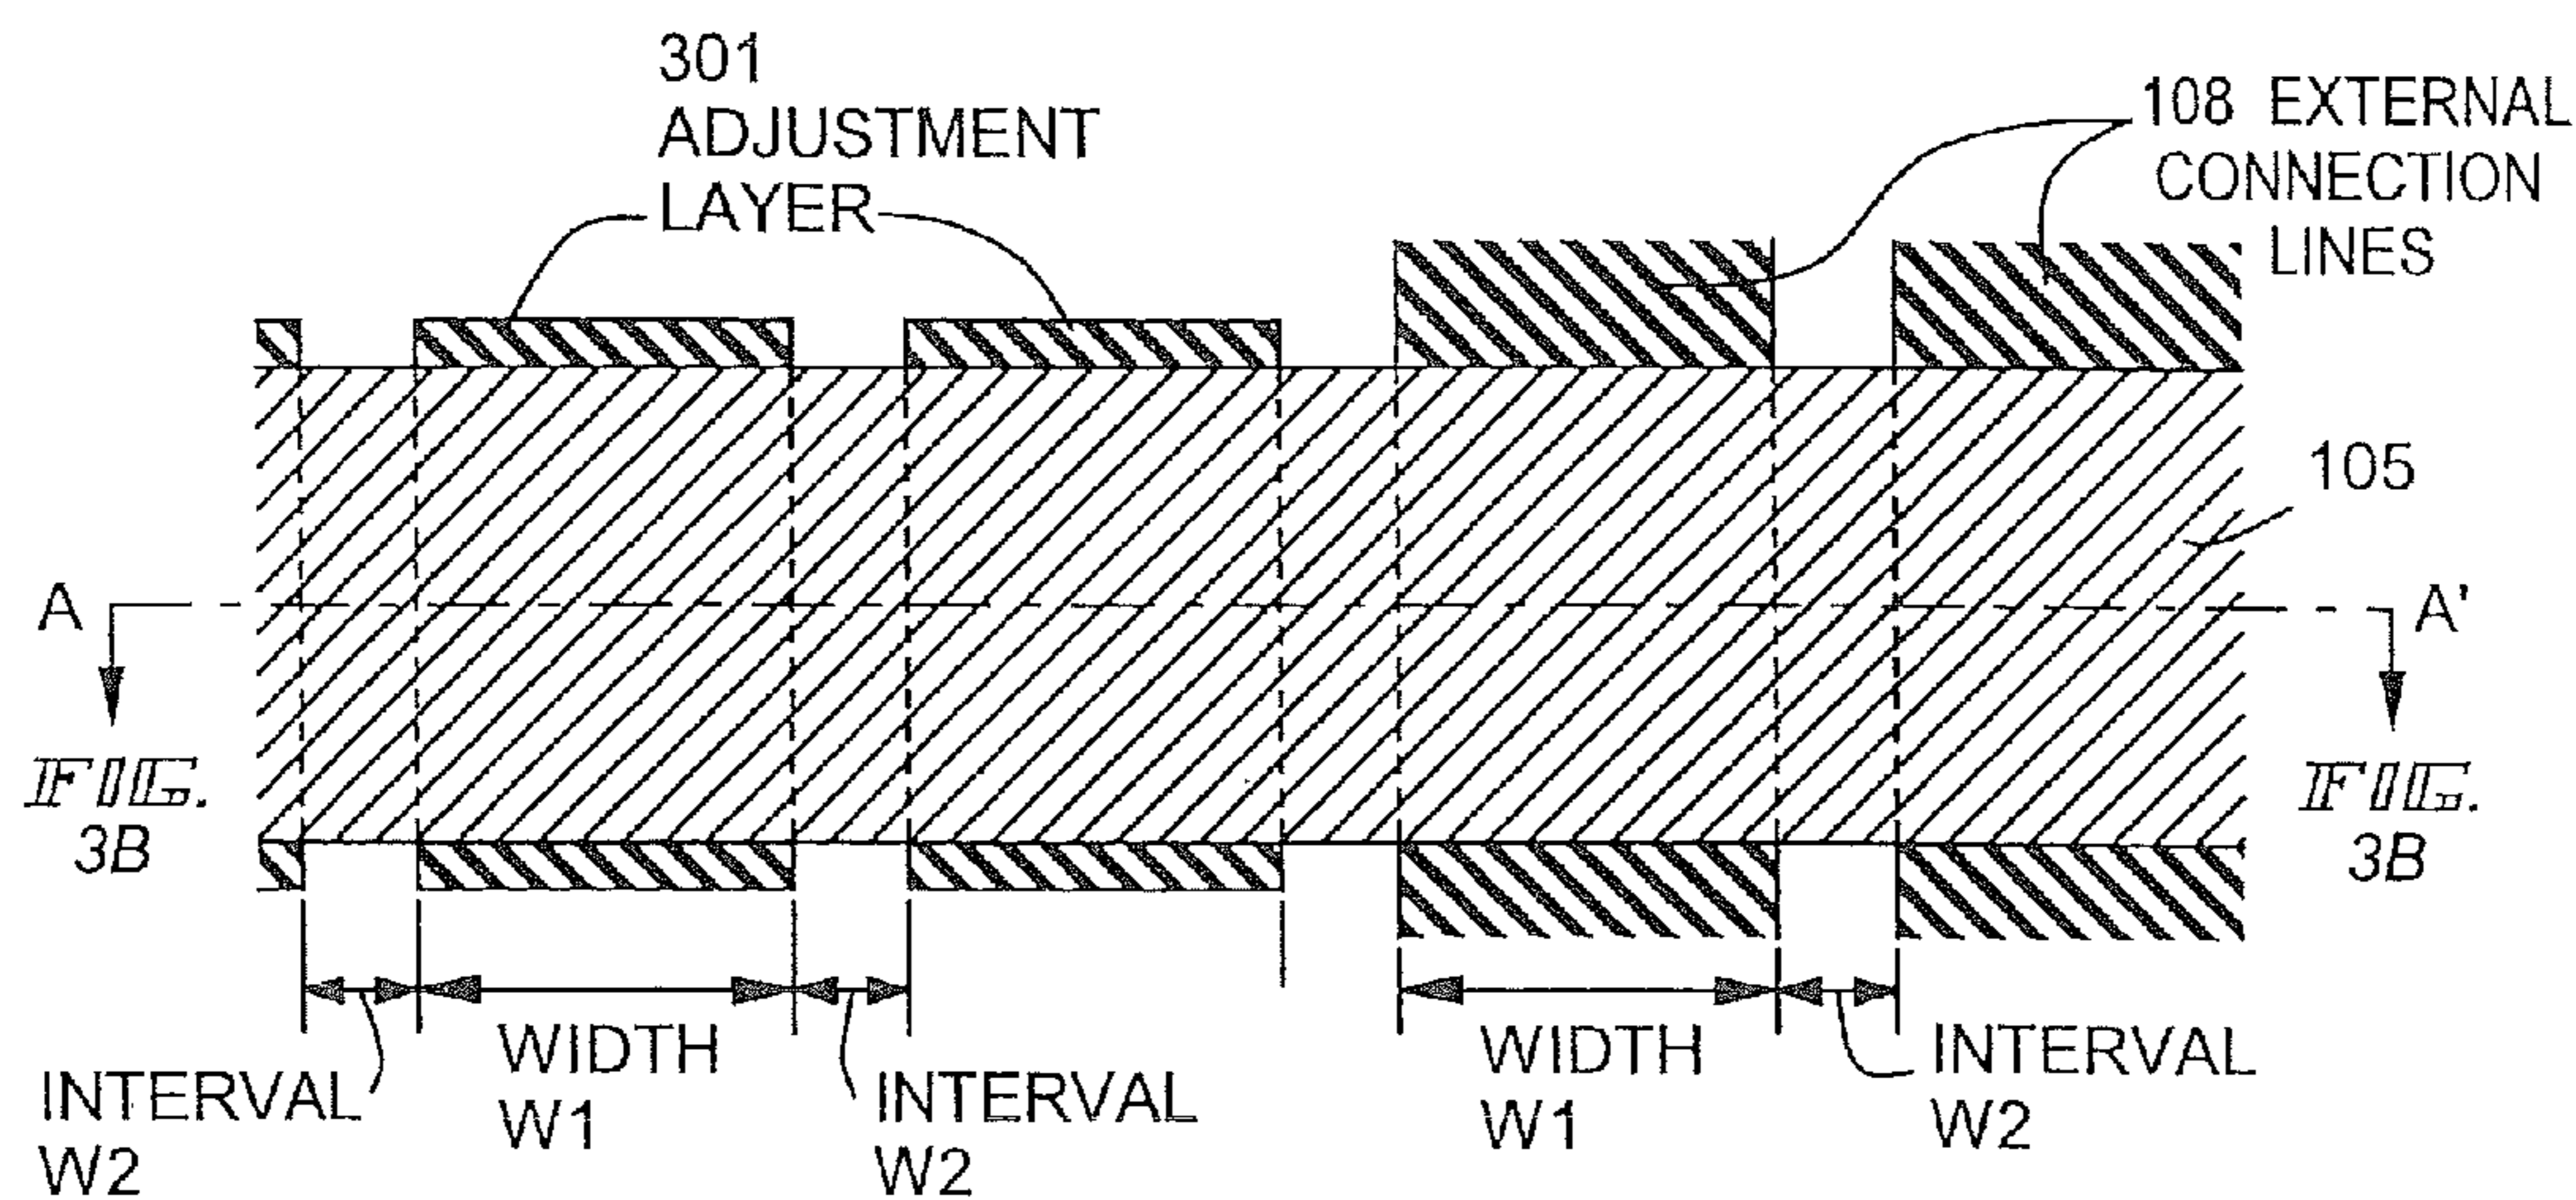 301
ADJUSTMENT
LAYER
108 EXTERNAL
CONNECTION
LINES
105
A
A'
FIG.
3B
FIG.
3B
INTERVAL
W2
WIDTH
W1
INTERVAL
W2
WIDTH
W1
INTERVAL
W2